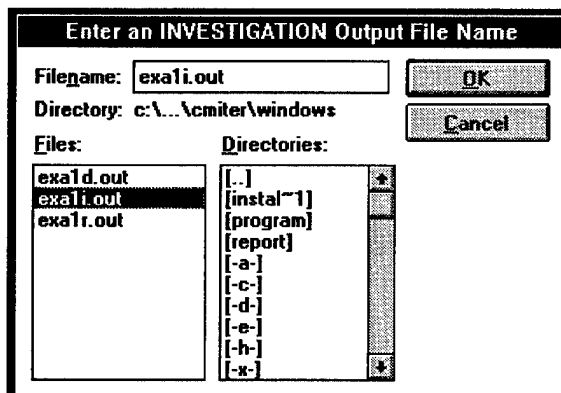 Enter an INVESTIGATION Output File Name
Filename: exa1i.out
OK
Directory: c:\...\cmiter\windows
Cancel
Files:
Directories:
exa1d.out
exa1i.out
exa1r.out
[..]
[instal~1]
[program]
[report]
[-a-]
[-c-]
[-d-]
[-e-]
[-h-]
[-x-]